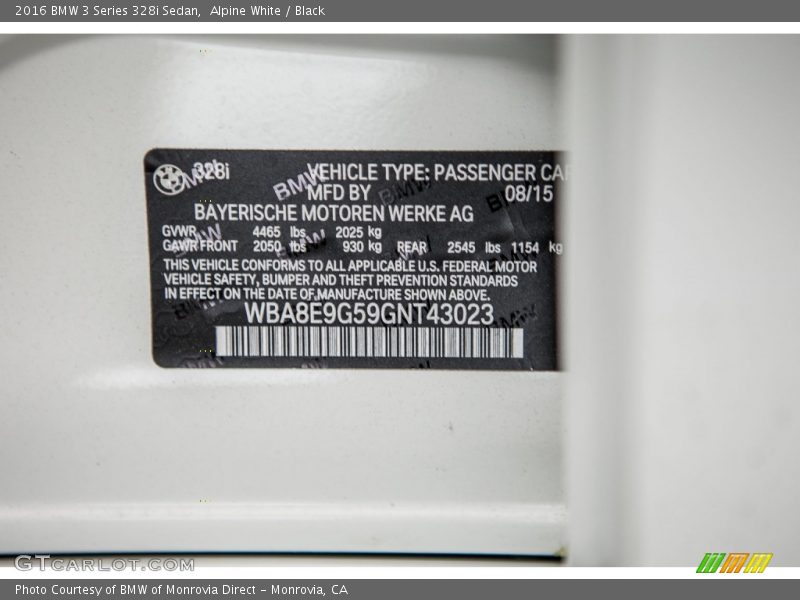 2016 BMW 3 Series 328i Sedan,  Alpine White / Black
328i VEHICLE TYPE: PASSENGER CAR
MFD BY 08/15
BAYERISCHE MOTOREN WERKE AG
GVWR 4465 lbs 2025 kg
GAWR FRONT 2050 lbs 930 kg REAR 2545 lbs 1154 kg
THIS VEHICLE CONFORMS TO ALL APPLICABLE U.S. FEDERAL MOTOR
VEHICLE SAFETY, BUMPER AND THEFT PREVENTION STANDARDS
IN EFFECT ON THE DATE OF MANUFACTURE SHOWN ABOVE.
WBA8E9G59GNT43023
GTCARLOT.COM
Photo Courtesy of BMW of Monrovia Direct – Monrovia, CA